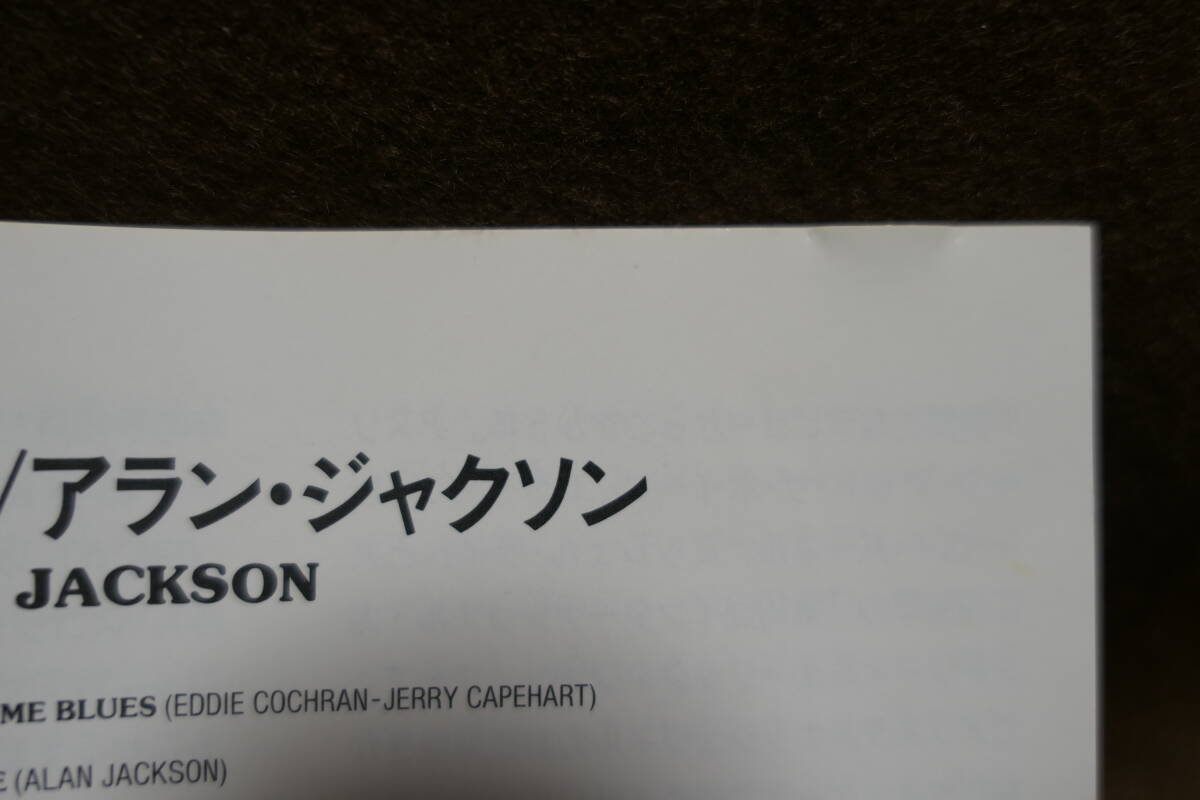 /アラン・ジャクソン
JACKSON
ME BLUES (EDDIE COCHRAN-JERRY CAPEHART)
E (ALAN JACKSON)